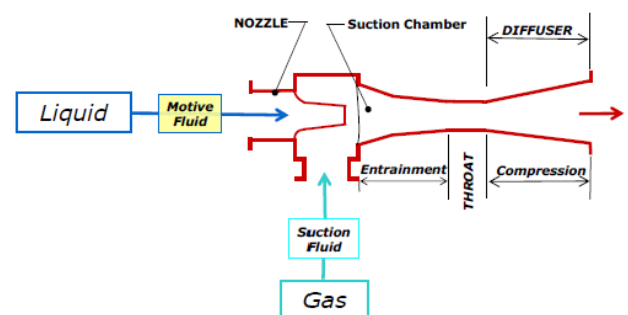 NOZZLE
Suction Chamber
DIFFUSER
Liquid
Motive
Fluid
Entrainment
THROAT
Compression
Suction
Fluid
Gas